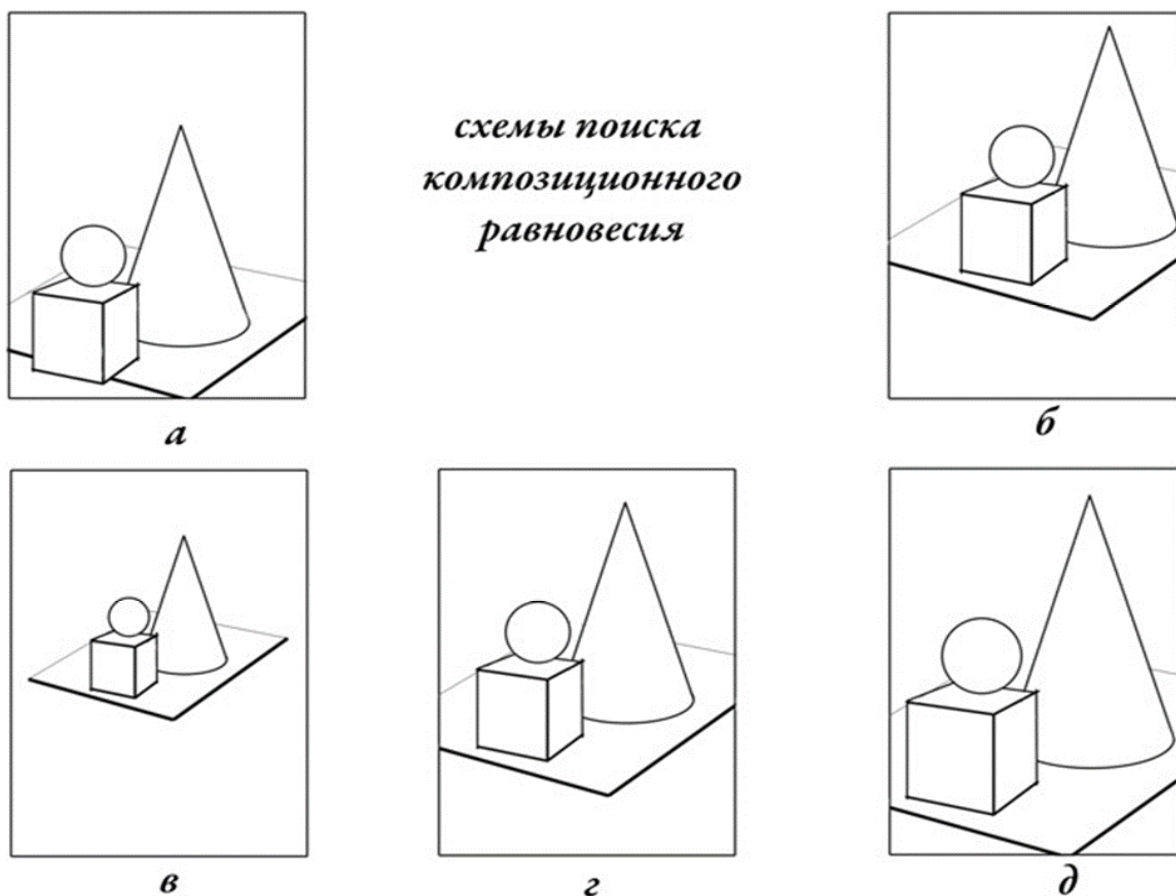 схемы поиска
композиционного
равновесия
а
б
в
г
д